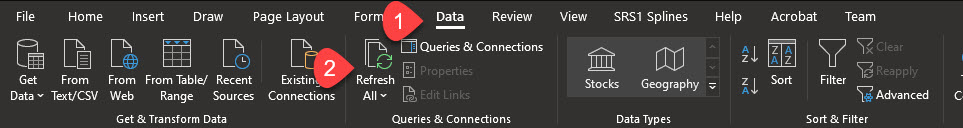 File Home Insert Draw Page Layout Form 1 Data Review View SRS1 Splines Help Acrobat Team
2
Get Data
From Text/CSV
From Web
From Table/ Range
Recent Sources
Existing Connections
Refresh All
Queries & Connections
Properties
Edit Links
Stocks
Geography
Sort
Filter
Clear
Reapply
Advanced
Get & Transform Data
Queries & Connections
Data Types
Sort & Filter